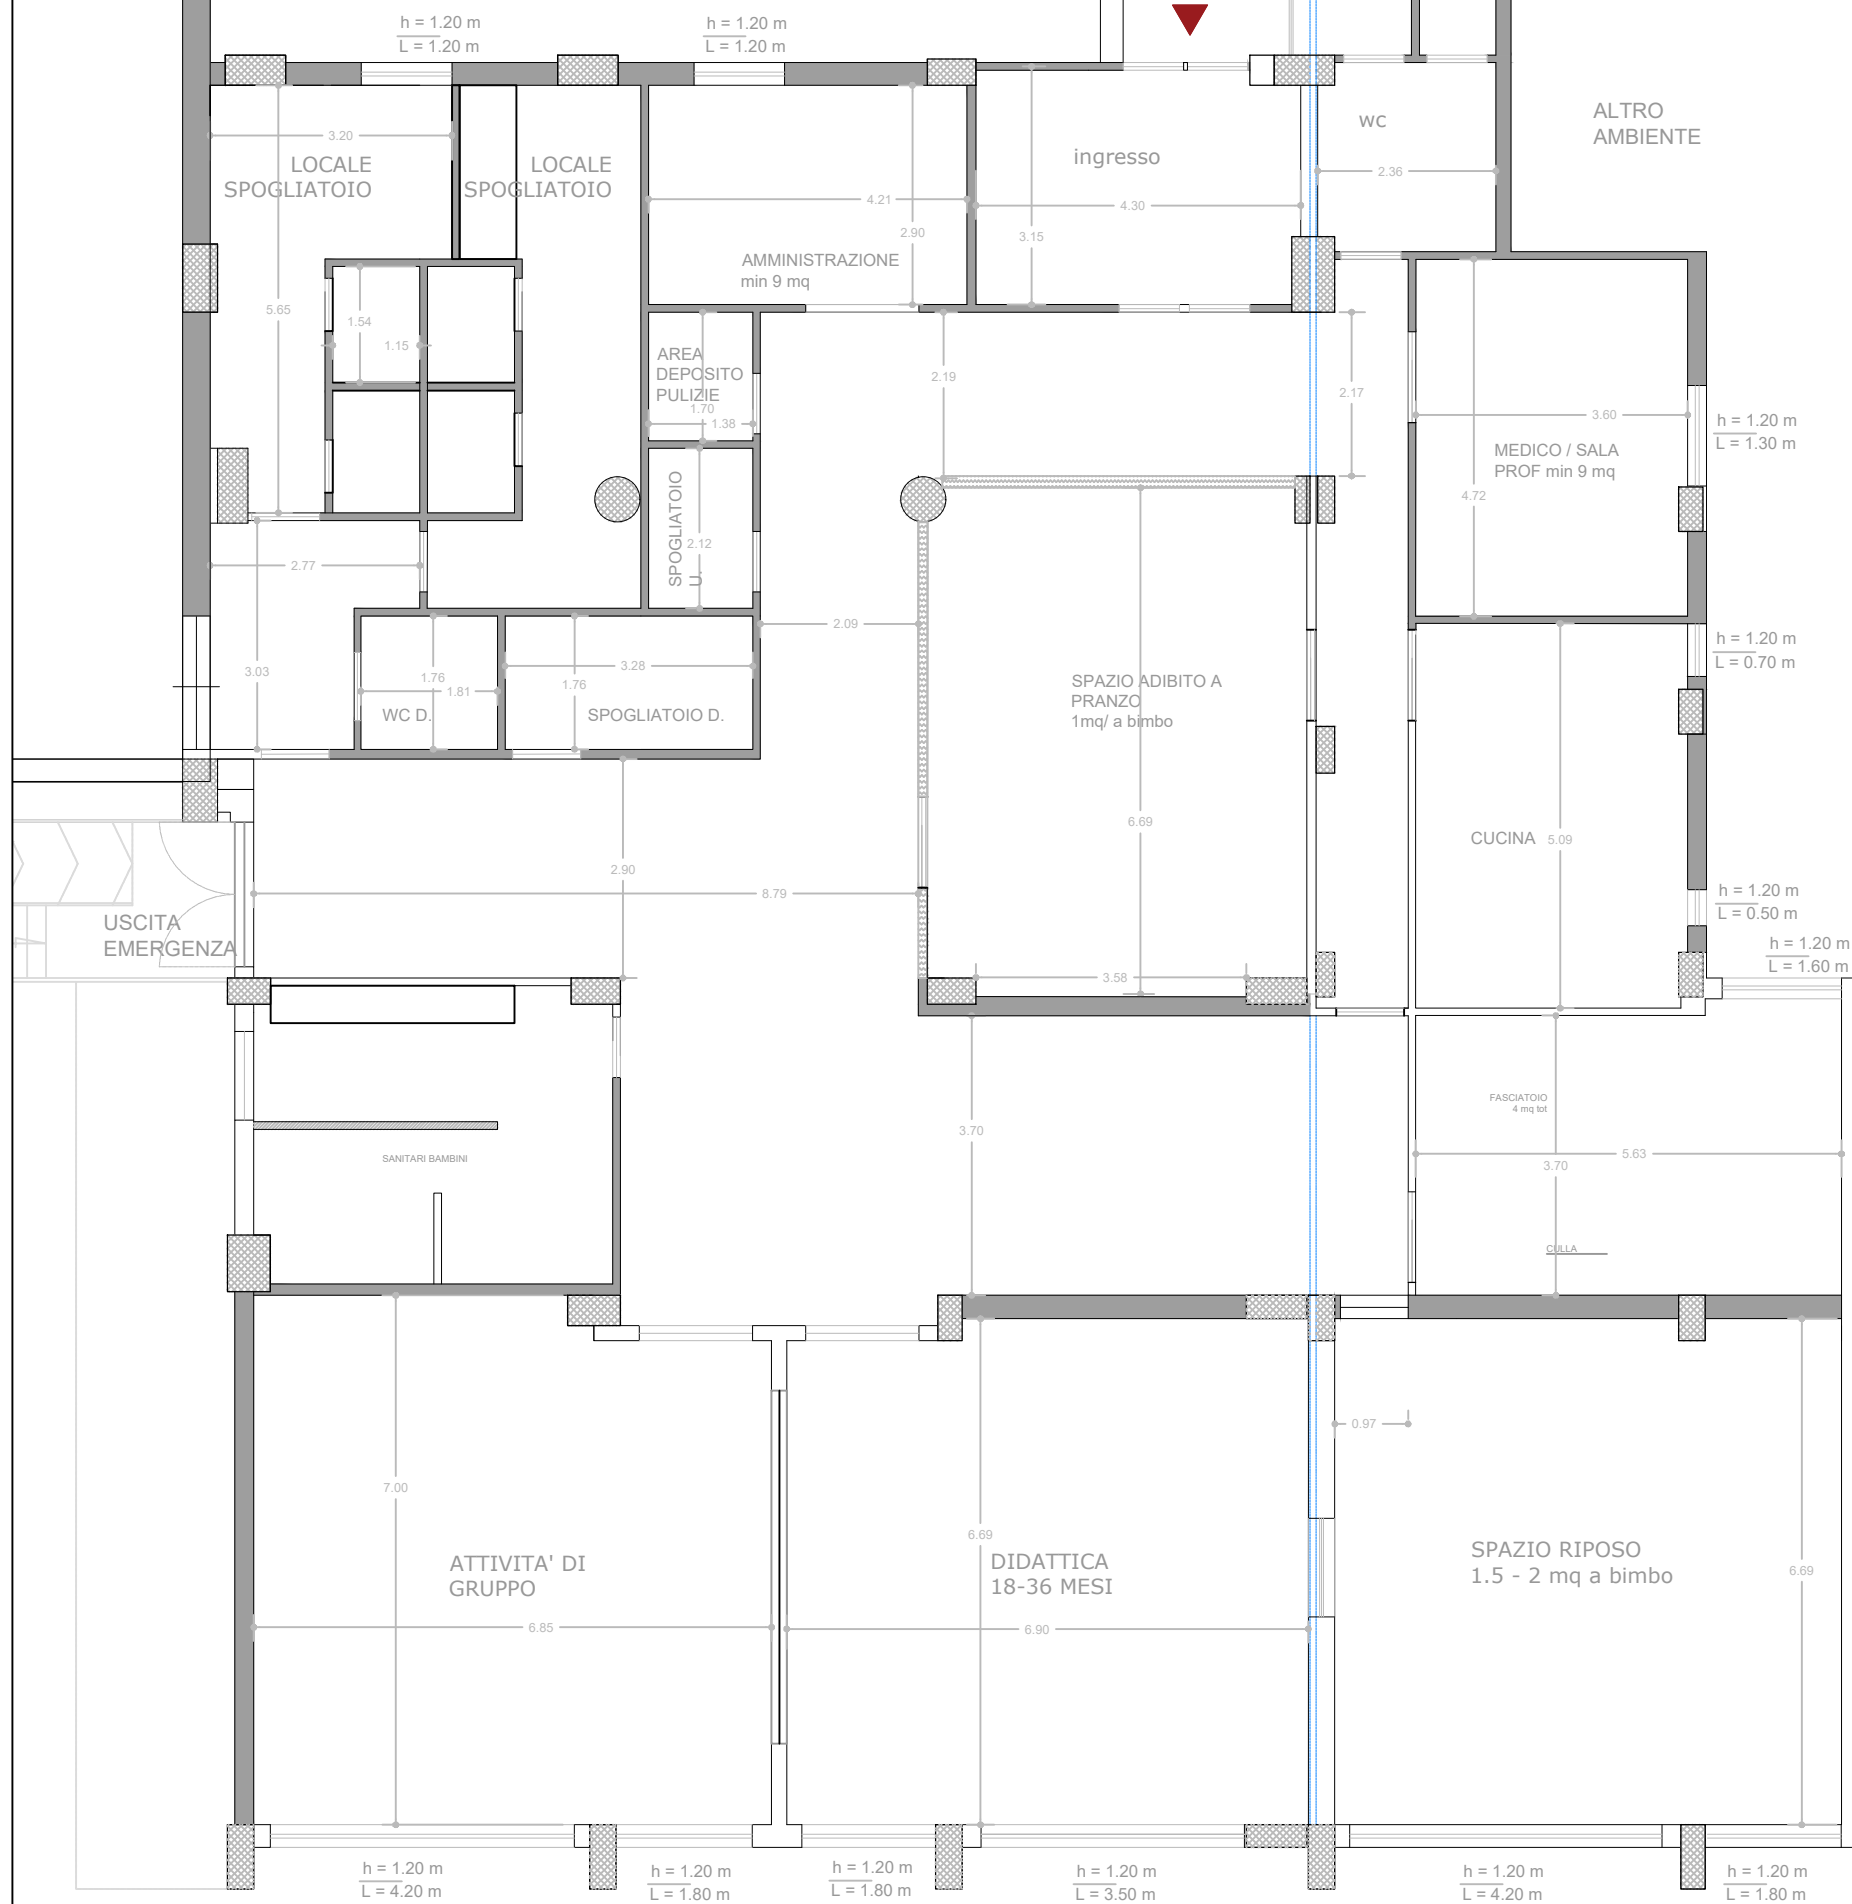 h = 1.20 m
L = 1.20 m
h = 1.20 m
L = 1.20 m
3.20
LOCALE
SPOGLIATOIO
LOCALE
SPOGLIATOIO
4.21
2.90
AMMINISTRAZIONE
min 9 mq
ingresso
4.30
3.15
wc
2.36
ALTRO
AMBIENTE
5.65
1.54
1.15
AREA
DEPOSITO
PULIZIE
1.70
1.38
2.19
2.17
3.60
h = 1.20 m
L = 1.30 m
MEDICO / SALA
PROF min 9 mq
4.72
SPOGLIATOIO
U.
2.12
2.77
2.09
3.03
1.76
1.81
WC D.
3.28
1.76
SPOGLIATOIO D.
h = 1.20 m
L = 0.70 m
SPAZIO ADIBITO A
PRANZO
1mq/ a bimbo
6.69
CUCINA
5.09
2.90
8.79
h = 1.20 m
L = 0.50 m
USCITA
EMERGENZA
h = 1.20 m
L = 1.60 m
3.58
FASCIATOIO
4 mq tot
3.70
5.63
3.70
SANITARI BAMBINI
CULLA
0.97
7.00
6.69
ATTIVITA' DI
GRUPPO
DIDATTICA
18-36 MESI
SPAZIO RIPOSO
1.5 - 2 mq a bimbo
6.69
6.85
6.90
h = 1.20 m
L = 4.20 m
h = 1.20 m
L = 1.80 m
h = 1.20 m
L = 1.80 m
h = 1.20 m
L = 3.50 m
h = 1.20 m
L = 4.20 m
h = 1.20 m
L = 1.80 m